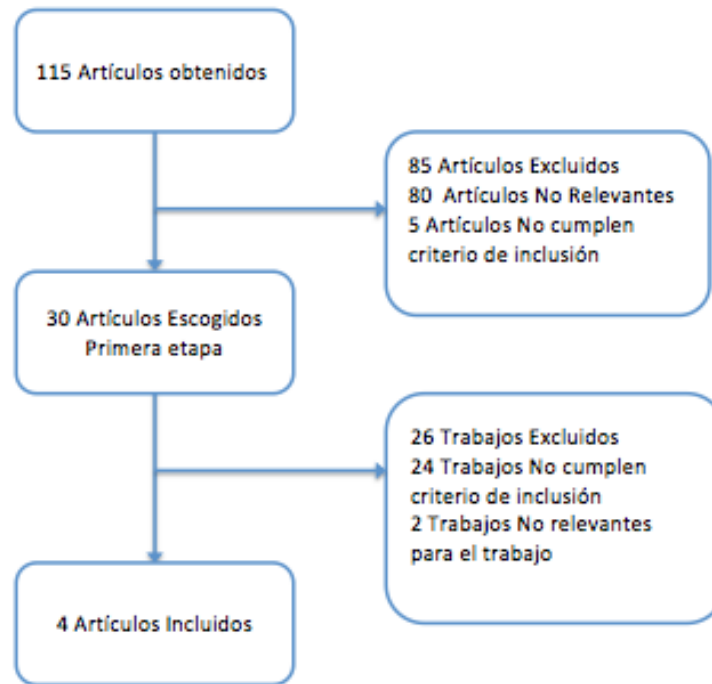 115 Artículos obtenidos
85 Artículos Excluidos
80 Artículos No Relevantes
5 Artículos No cumplen
criterio de inclusión
30 Artículos Escogidos
Primera etapa
26 Trabajos Excluidos
24 Trabajos No cumplen
criterio de inclusión
2 Trabajos No relevantes
para el trabajo
4 Artículos Incluidos